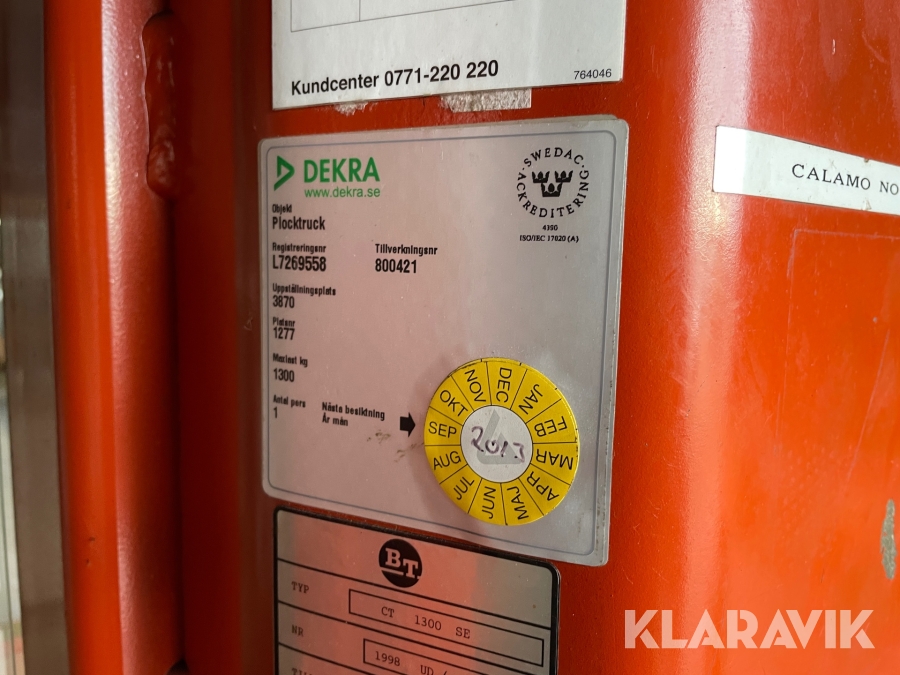 Kundcenter 0771-220 220
764046
DEKRA
www.dekra.se
SWEDAC
ACKREDITERING
4390
ISO/IEC 17020 (A)
Objekt
Plocktruck
Registreringsnr Tillverkningsnr
L7269558 800421
Uppställningsplats
3870
Platsnr
1277
Maxlast kg
1300
Antal pers
1
Nästa besiktning
År mån
JAN FEB MAR APR MAJ JUN JUL AUG SEP OKT NOV DEC
2013
CALAMO NO
BT
TYP CT 1300 SE
NR 1998 UD
KLARAVIK